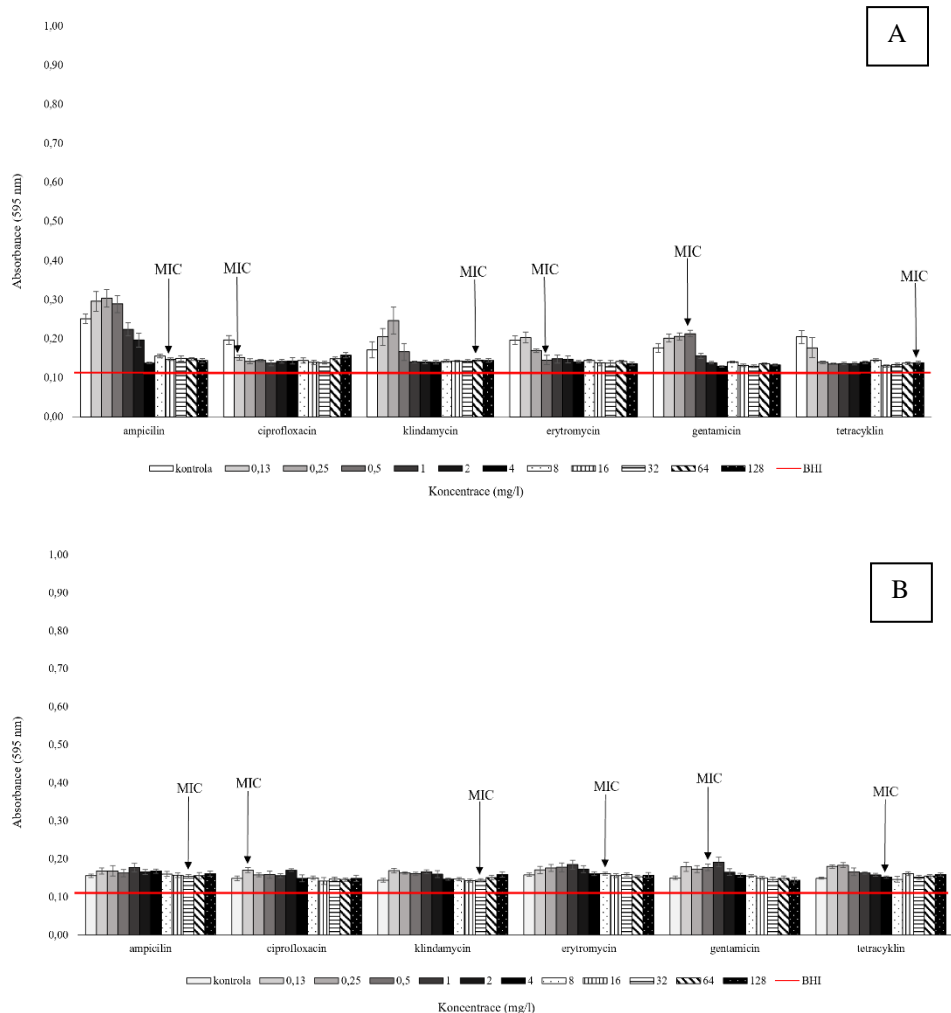 A
Absorbance (595 nm)
1,00
0,90
0,80
0,70
0,60
0,50
0,40
0,30
0,20
0,10
0,00
MIC MIC MIC MIC MIC MIC
ampicilin ciprofloxacin klindamycin erytromycin gentamicin tetracyklin
kontrola 0,13 0,25 0,5 1 2 4 8 16 32 64 128 BHI
Koncentrace (mg/l)
B
Absorbance (595 nm)
1,00
0,90
0,80
0,70
0,60
0,50
0,40
0,30
0,20
0,10
0,00
MIC MIC MIC MIC MIC MIC
ampicilin ciprofloxacin klindamycin erytromycin gentamicin tetracyklin
kontrola 0,13 0,25 0,5 1 2 4 8 16 32 64 128 BHI
Koncentrace (mg/l)